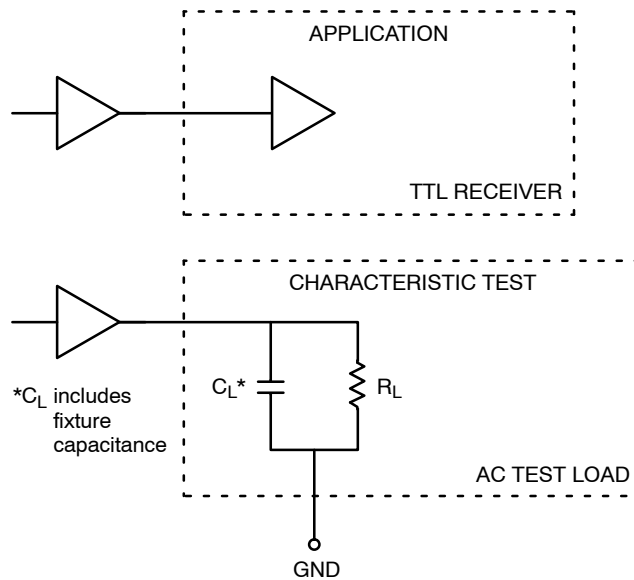 APPLICATION
TTL RECEIVER
CHARACTERISTIC TEST
*CL includes
fixture
capacitance
CL*
RL
AC TEST LOAD
GND